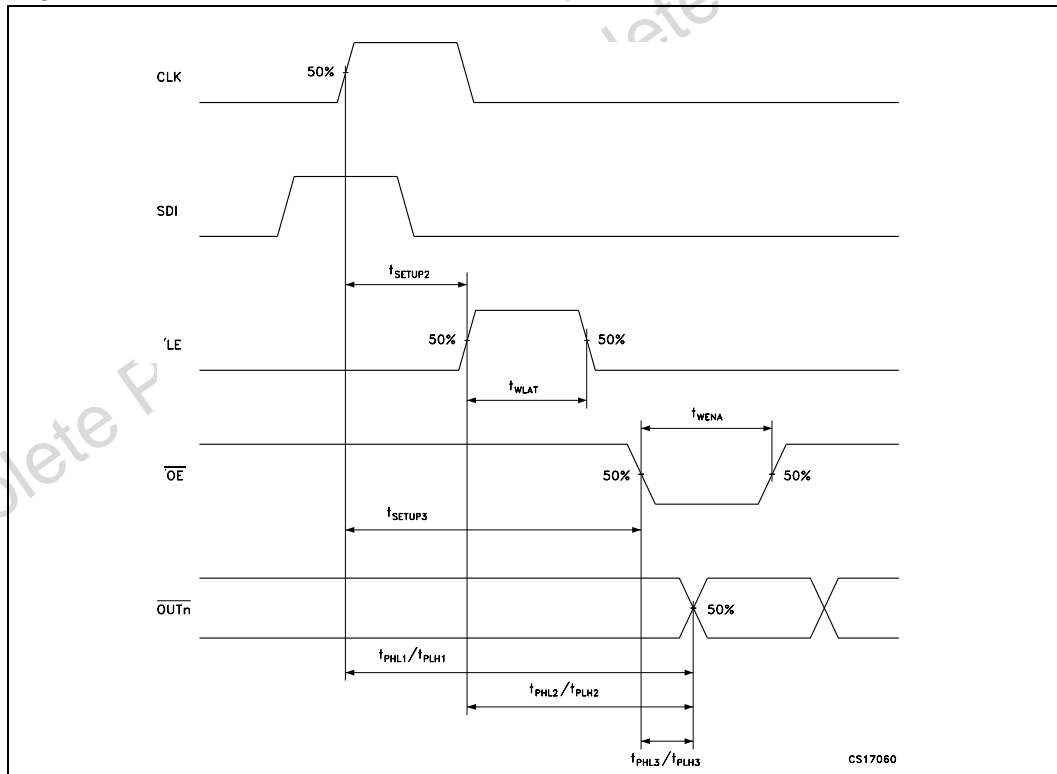 CLK
50%
SDI
tSETUP2
LE
50%
50%
tWLAT
tWENA
OE
50%
50%
tSETUP3
OUTn
50%
tPHL1/tPLH1
tPHL2/tPLH2
tPHL3/tPLH3
CS17060